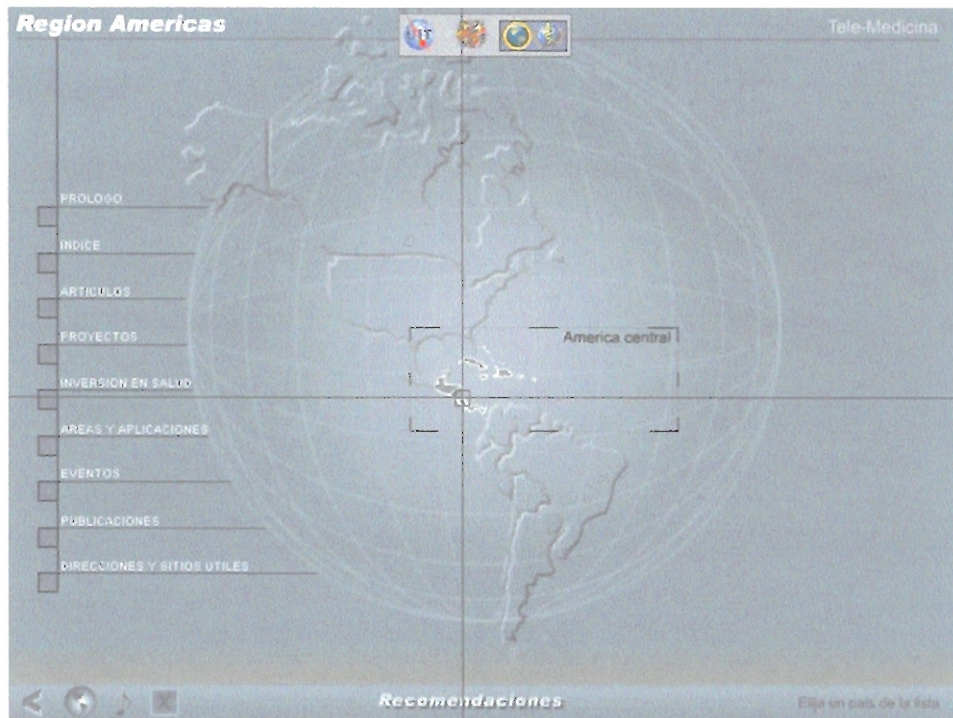 Region Americas
Tele-Medicina
PROLOGO
INDICE
ARTICULOS
PROYECTOS
America central
INVERSION EN SALUD
AREAS Y APLICACIONES
EVENTOS
PUBLICACIONES
DIRECCIONES Y SITIOS UTILES
Recomendaciones
Elija un pais de la lista